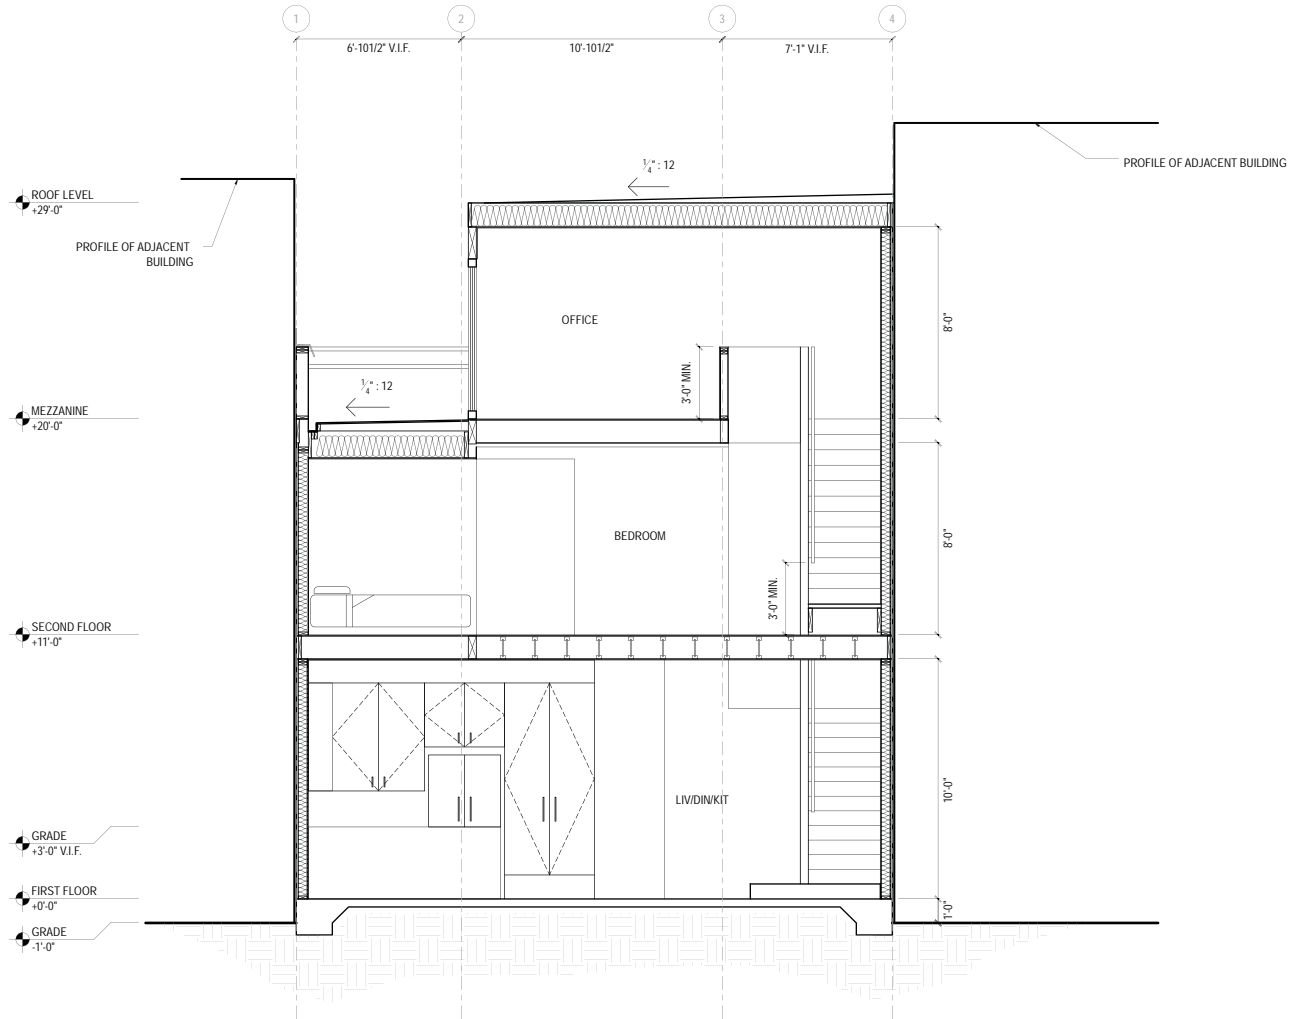 1
2
3
4
6'-101/2" V.I.F.
10'-101/2"
7'-1" V.I.F.
1/4" : 12
PROFILE OF ADJACENT BUILDING
ROOF LEVEL
+29'-0"
PROFILE OF ADJACENT
BUILDING
OFFICE
8'-0"
3'-0" MIN.
1/4" : 12
MEZZANINE
+20'-0"
BEDROOM
8'-0"
3'-0" MIN.
SECOND FLOOR
+11'-0"
LIV/DIN/KIT
10'-0"
GRADE
+3'-0" V.I.F.
FIRST FLOOR
+0'-0"
1'-0"
GRADE
-1'-0"